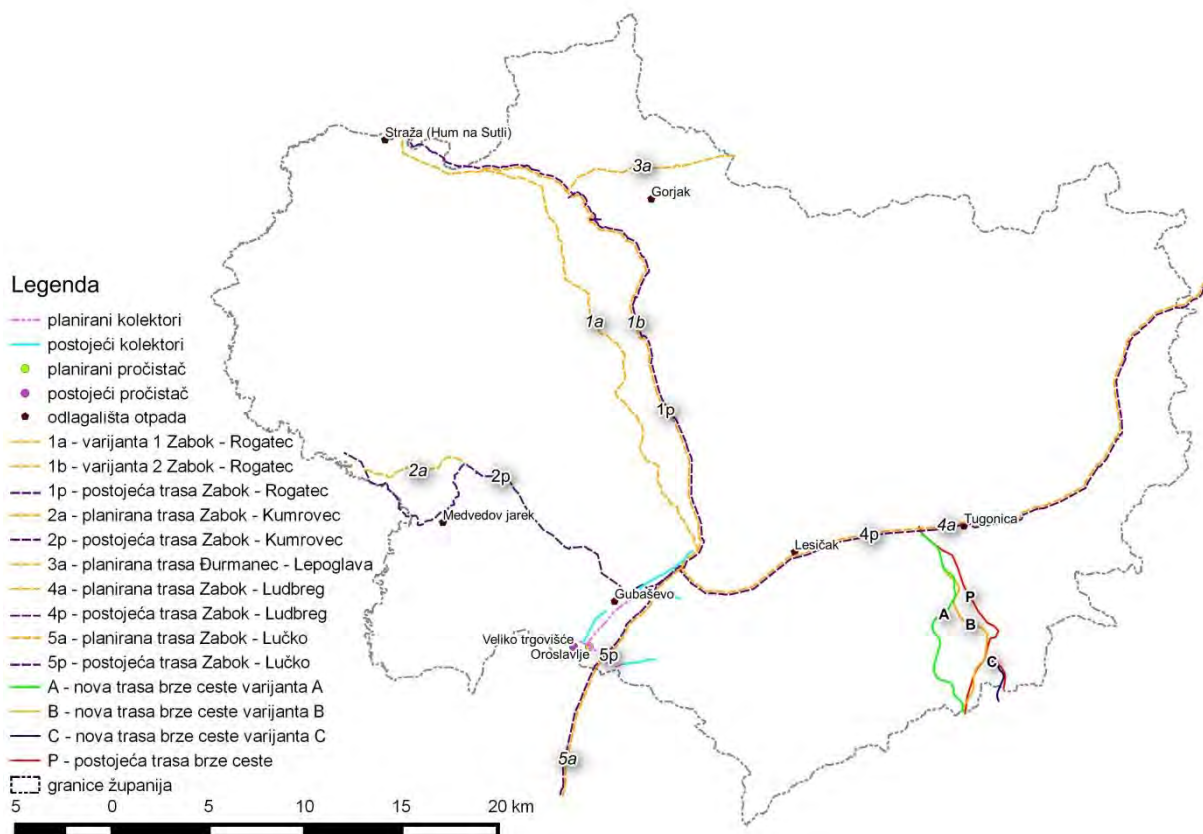 Straža (Hum na Sutli)
3a
Gorjak
Legenda
planirani kolektori
postojeći kolektori
planirani pročistač
postojeći pročistač
odlagališta otpada
1a - varijanta 1 Zabok - Rogatec
1b - varijanta 2 Zabok - Rogatec
1p - postojeća trasa Zabok - Rogatec
2a - planirana trasa Zabok - Kumrovec
2p - postojeća trasa Zabok - Kumrovec
3a - planirana trasa Đurmanec - Lepoglava
4a - planirana trasa Zabok - Ludbreg
4p - postojeća trasa Zabok - Ludbreg
5a - planirana trasa Zabok - Lučko
5p - postojeća trasa Zabok - Lučko
A - nova trasa brze ceste varijanta A
B - nova trasa brze ceste varijanta B
C - nova trasa brze ceste varijanta C
P - postojeća trasa brze ceste
granice županija
5 0 5 10 15 20 km
1a
1b
1p
2a
2p
Medvedov jarek
Tugonica
4a
4p
Lesičak
Gubaševo
P
A
B
Veliko trgovišće
Oroslavlje
5p
C
5a